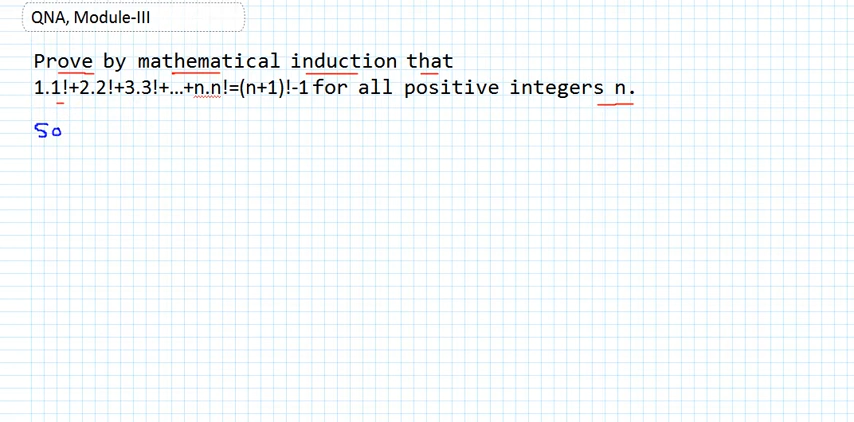 QNA, Module-III
Prove by mathematical induction that
1.1!+2.2!+3.3!+...+n.n!=(n+1)!-1 for all positive integers n.
So